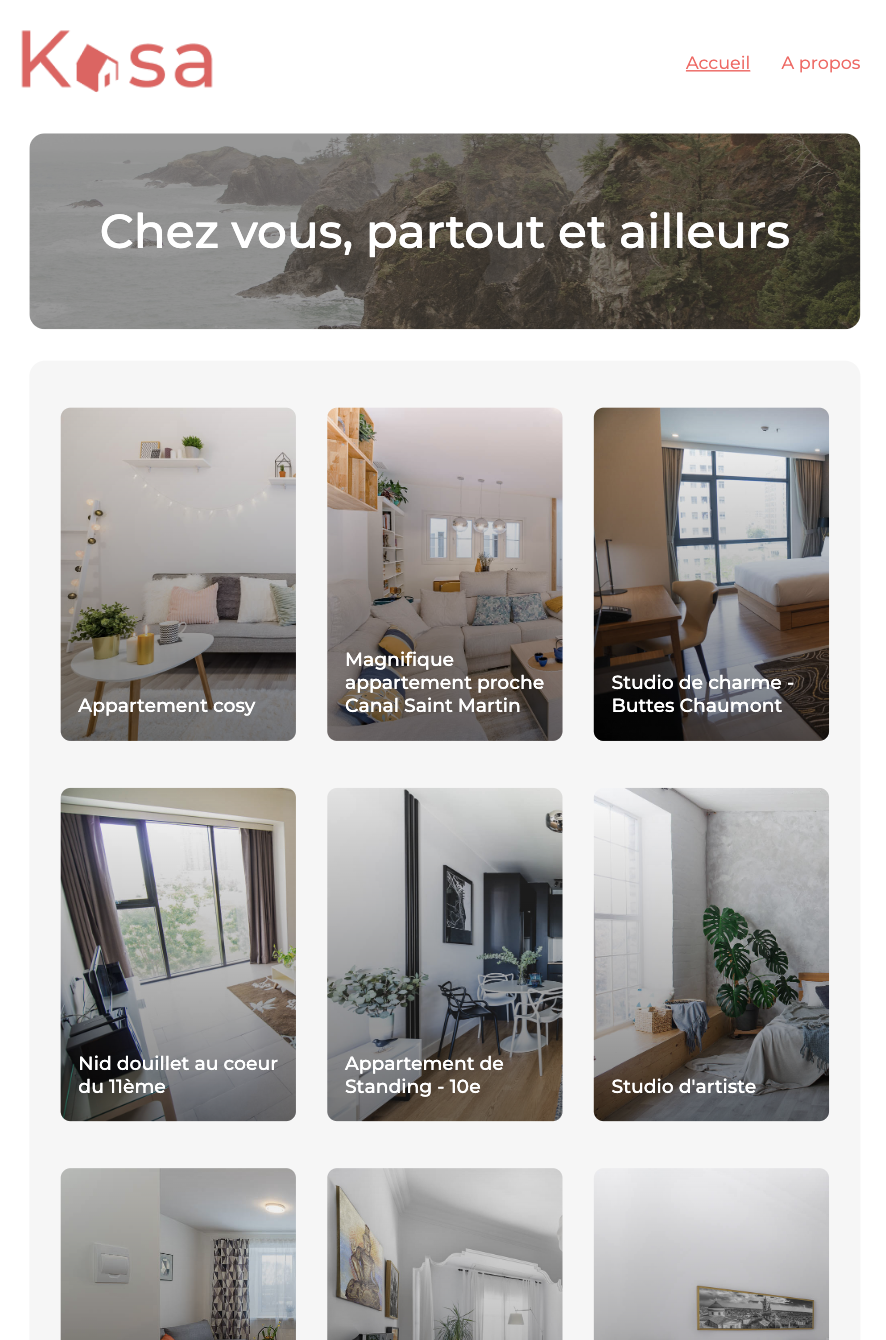 Kasa
Accueil
A propos
Chez vous, partout et ailleurs
Appartement cosy
Magnifique
appartement proche
Canal Saint Martin
Studio de charme -
Buttes Chaumont
Nid douillet au coeur
du 11ème
Appartement de
Standing - 10e
Studio d'artiste